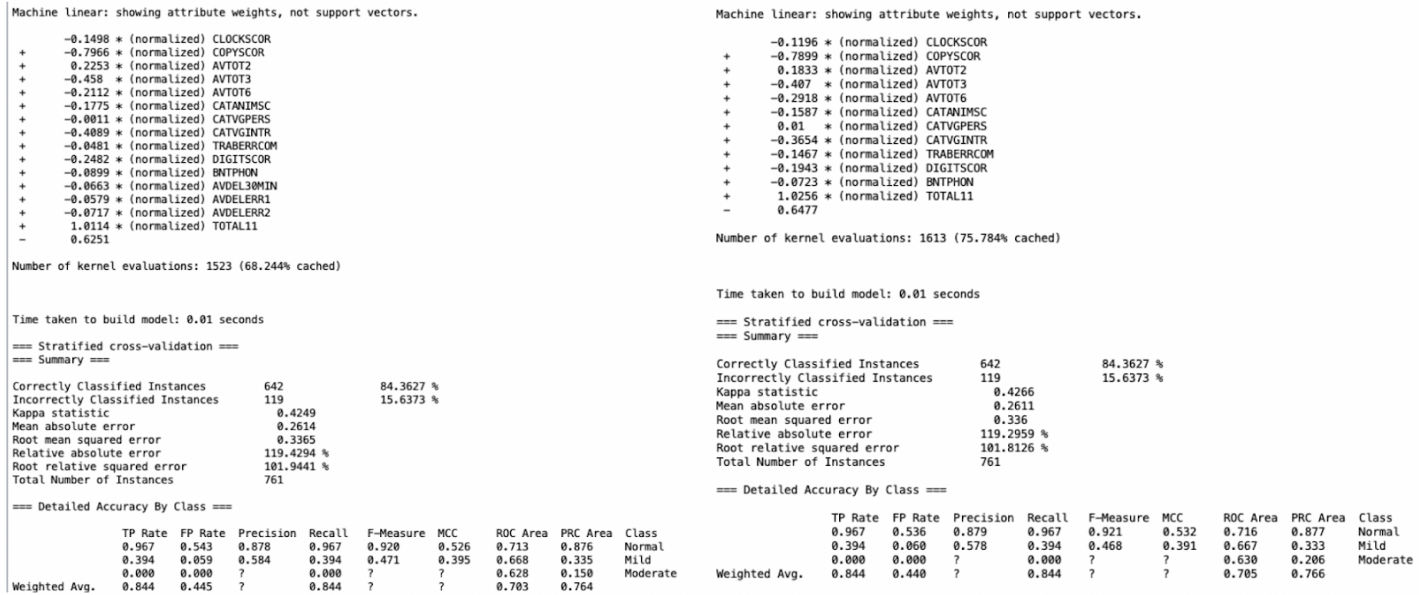 Machine linear: showing attribute weights, not support vectors.
-0.1498 * (normalized) CLOCKSCOR
+ -0.7966 * (normalized) COPYSCOR
+ 0.2253 * (normalized) AVTOT2
+ -0.458 * (normalized) AVTOT3
+ -0.2112 * (normalized) AVTOT6
+ -0.1775 * (normalized) CATANIMSC
+ -0.0011 * (normalized) CATVGPERS
+ -0.4089 * (normalized) CATVGINTR
+ -0.0481 * (normalized) TRABERRCOM
+ -0.2482 * (normalized) DIGITSCOR
+ -0.0899 * (normalized) BNTPHON
+ -0.0663 * (normalized) AVDEL30MIN
+ -0.0579 * (normalized) AVDELERR1
+ -0.0717 * (normalized) AVDELERR2
+ 1.0114 * (normalized) TOTAL11
- 0.6251
Number of kernel evaluations: 1523 (68.244% cached)
Time taken to build model: 0.01 seconds
=== Stratified cross-validation ===
=== Summary ===
Correctly Classified Instances 642 84.3627 %
Incorrectly Classified Instances 119 15.6373 %
Kappa statistic 0.4249
Mean absolute error 0.2614
Root mean squared error 0.3365
Relative absolute error 119.4294 %
Root relative squared error 101.9441 %
Total Number of Instances 761
=== Detailed Accuracy By Class ===
TP Rate FP Rate Precision Recall F-Measure MCC ROC Area PRC Area Class
0.967 0.543 0.878 0.967 0.920 0.526 0.713 0.876 Normal
0.394 0.059 0.584 0.394 0.471 0.395 0.668 0.335 Mild
0.000 0.000 ? 0.000 ? ? 0.628 0.150 Moderate
Weighted Avg. 0.844 0.445 ? 0.844 ? ? 0.703 0.764
Machine linear: showing attribute weights, not support vectors.
-0.1196 * (normalized) CLOCKSCOR
+ -0.7899 * (normalized) COPYSCOR
+ 0.1833 * (normalized) AVTOT2
+ -0.407 * (normalized) AVTOT3
+ -0.2918 * (normalized) AVTOT6
+ -0.1587 * (normalized) CATANIMSC
+ 0.01 * (normalized) CATVGPERS
+ -0.3654 * (normalized) CATVGINTR
+ -0.1467 * (normalized) TRABERRCOM
+ -0.1943 * (normalized) DIGITSCOR
+ -0.0723 * (normalized) BNTPHON
+ 1.0256 * (normalized) TOTAL11
- 0.6477
Number of kernel evaluations: 1613 (75.784% cached)
Time taken to build model: 0.01 seconds
=== Stratified cross-validation ===
=== Summary ===
Correctly Classified Instances 642 84.3627 %
Incorrectly Classified Instances 119 15.6373 %
Kappa statistic 0.4266
Mean absolute error 0.2611
Root mean squared error 0.336
Relative absolute error 119.2959 %
Root relative squared error 101.8126 %
Total Number of Instances 761
=== Detailed Accuracy By Class ===
TP Rate FP Rate Precision Recall F-Measure MCC ROC Area PRC Area Class
0.967 0.536 0.879 0.967 0.921 0.532 0.716 0.877 Normal
0.394 0.060 0.578 0.394 0.468 0.391 0.667 0.333 Mild
0.000 0.000 ? 0.000 ? ? 0.630 0.206 Moderate
Weighted Avg. 0.844 0.440 ? 0.844 ? ? 0.705 0.766